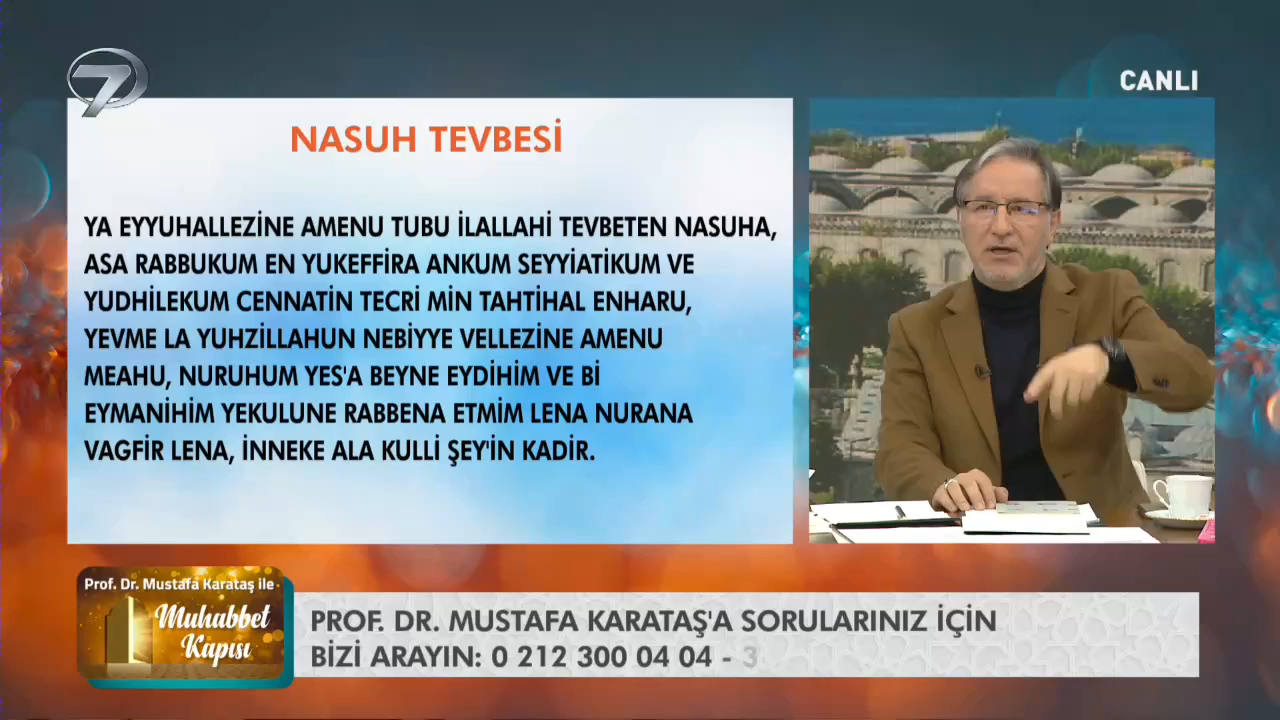 7
CANLI
NASUH TEVBESİ
YA EYYUHALLEZINE AMENU TUBU İLALLAHİ TEVBETEN NASUHA,
ASA RABBUKUM EN YUKEFFİRA ANKUM SEYYİATİKUM VE
YUDHİLEKUM CENNATİN TECRİ MİN TAHTİHAL ENHARU,
YEVME LA YUHZİLLAHUN NEBİYYE VELLEZİNE AMENU
MEAHU, NURUHUM YES'A BEYNE EYDİHİM VE Bİ
EYMANİHİM YEKULUNE RABBENA ETMİM LENA NURANA
VAGFİR LENA, İNNEKE ALA KULLİ ŞEY'İN KADİR.
Prof. Dr. Mustafa Karataş ile
Muhabbet
Kapısı
PROF. DR. MUSTAFA KARATAŞ'A SORULARINIZ İÇİN
BİZİ ARAYIN: 0 212 300 04 04 - 3